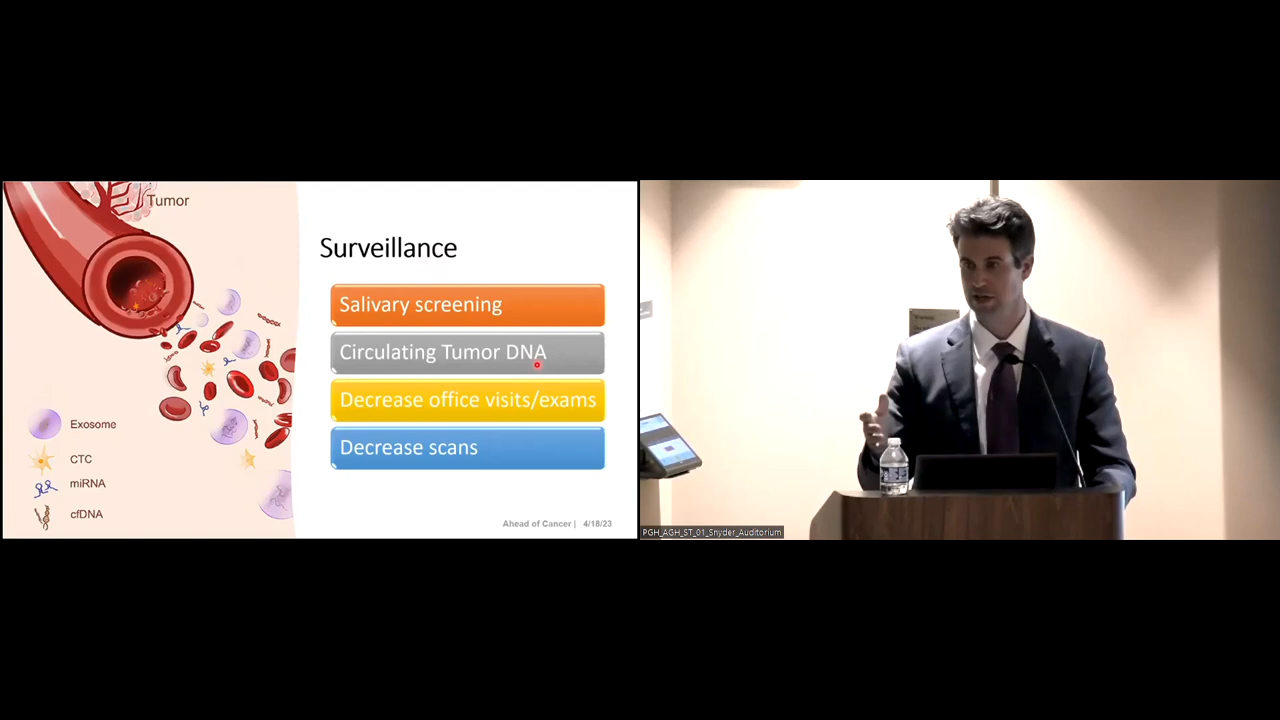 Tumor
Surveillance
Salivary screening
Circulating Tumor DNA
Decrease office visits/exams
Decrease scans
Exosome
CTC
miRNA
cfDNA
Ahead of Cancer | 4/18/23
PGH_AGH_ST_01_Snyder_Auditorium